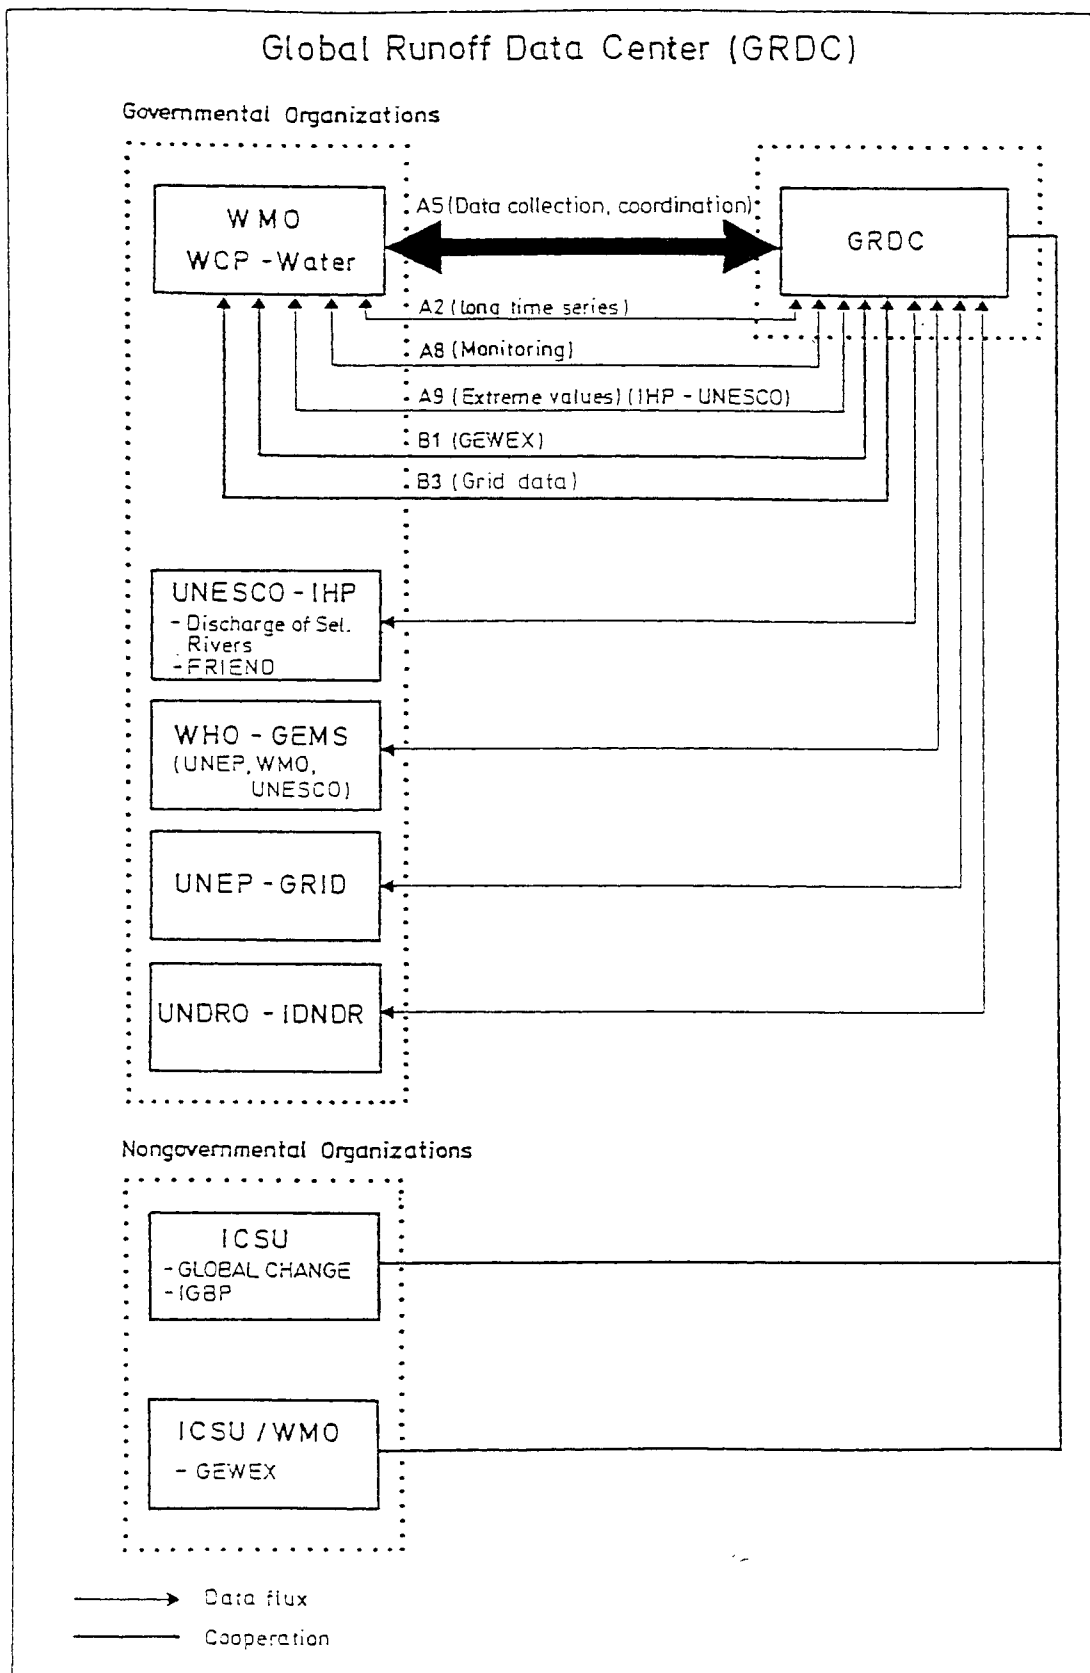 Global Runoff Data Center (GRDC)
Governmental Organizations
WMO
WCP - Water
A5 (Data collection, coordination)
GRDC
A2 (long time series)
A8 (Monitoring)
A9 (Extreme values) (IHP - UNESCO)
B1 (GEWEX)
B3 (Grid data)
UNESCO - IHP
- Discharge of Sel.
Rivers
- FRIEND
WHO - GEMS
(UNEP, WMO,
UNESCO)
UNEP - GRID
UNDRO - IDNDR
Nongovernmental Organizations
ICSU
- GLOBAL CHANGE
- IGBP
ICSU / WMO
- GEWEX
Data flux
Cooperation